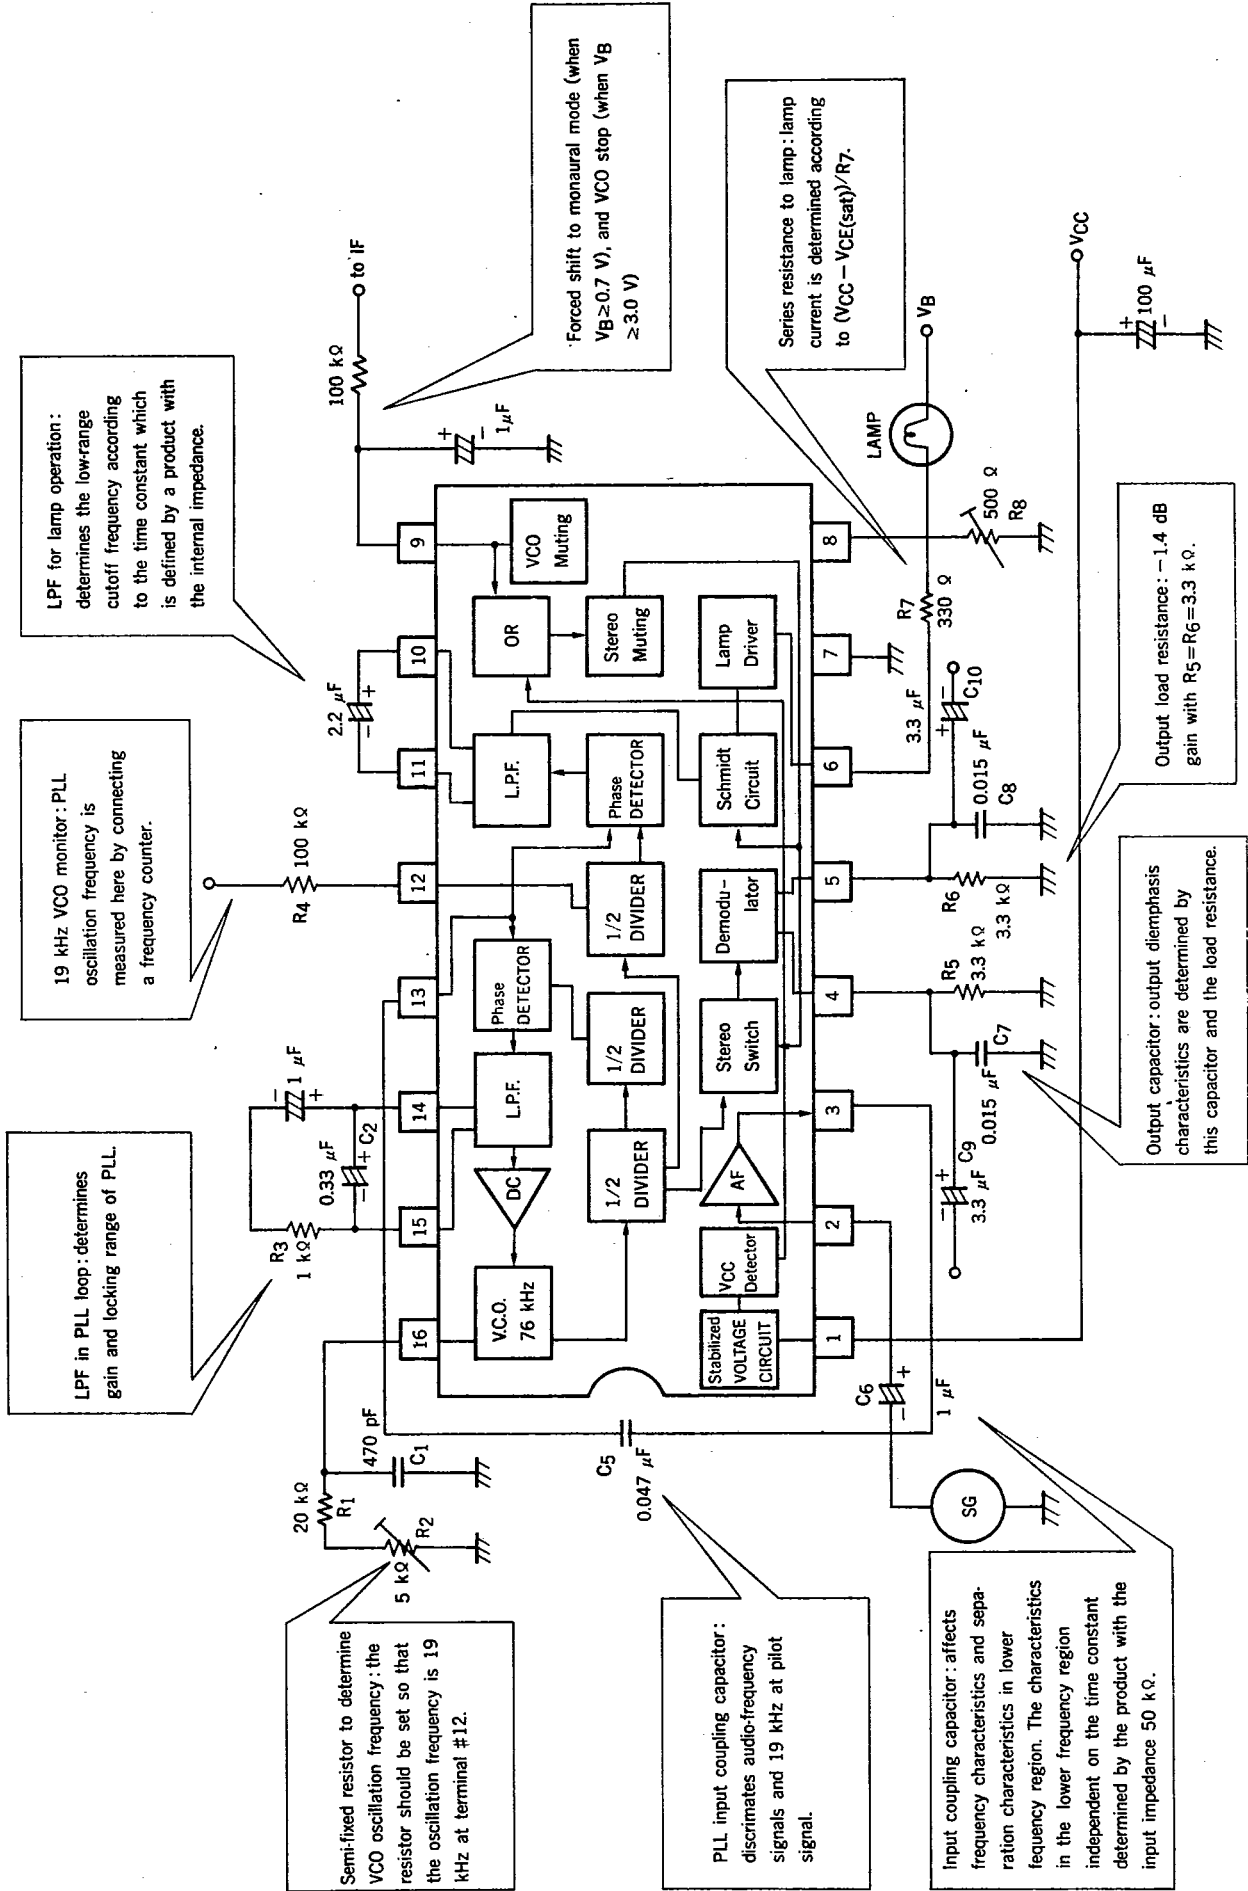 LPF in PLL loop: determines
gain and locking range of PLL.
19 kHz VCO monitor: PLL
oscillation frequency is
measured here by connecting
a frequency counter.
LPF for lamp operation:
determines the low-range
cutoff frequency according
to the time constant which
is defined by a product with
the internal impedance.
Semi-fixed resistor to determine
VCO oscillation frequency: the
resistor should be set so that
the oscillation frequency is 19
kHz at terminal #12.
5 kΩ
R2
20 kΩ
R1
470 pF
C1
R3
1 kΩ
0.33 μF
- + C2
- +
1 μF
R4
100 kΩ
2.2 μF
- +
100 kΩ
to IF
+ -
1 μF
Forced shift to monaural mode (when
VB≥0.7 V), and VCO stop (when VB
≥3.0 V)
16
15
14
13
12
11
10
9
V.C.O.
76 kHz
DC
L.P.F.
Phase
DETECTOR
L.P.F.
OR
VCO
Muting
1/2
DIVIDER
1/2
DIVIDER
1/2
DIVIDER
Phase
DETECTOR
Stereo
Muting
Stabilized
VOLTAGE
CIRCUIT
VCC
Detector
AF
Stereo
Switch
Demodu-
lator
Schmidt
Circuit
Lamp
Driver
1
2
3
4
5
6
7
8
PLL input coupling capacitor:
discrimates audio-frequency
signals and 19 kHz at pilot
signal.
C5
0.047 μF
Input coupling capacitor: affects
frequency characteristics and sepa-
ration characteristics in lower
fequency region. The characteristics
in the lower frequency region
independent on the time constant
determined by the product with the
input impedance 50 kΩ.
SG
C6
- +
1 μF
- + C9
3.3 μF
0.015 μF
C7
R5
3.3 kΩ
R6
3.3 kΩ
0.015 μF
C8
3.3 μF
+ -
C10
R7
330 Ω
LAMP
VB
500 Ω
R8
VCC
+ -
100 μF
Series resistance to lamp: lamp
current is determined according
to (VCC − VCE(sat))/R7.
Output capacitor: output diemphasis
characteristics are determined by
this capacitor and the load resistance.
Output load resistance: −1.4 dB
gain with R5=R6=3.3 kΩ.